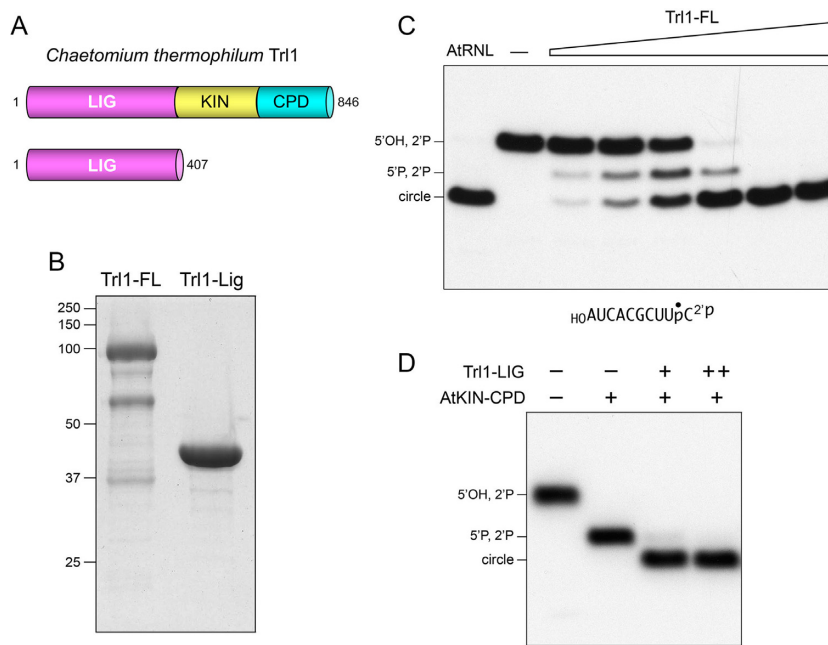 A
Chaetomium thermophilum Trl1
1 LIG KIN CPD 846
1 LIG 407
B
Trl1-FL Trl1-Lig
250
150
100
50
37
25
C
Trl1-FL
AtRNL —
5'OH, 2'P
5'P, 2'P
circle
HOAUCACGCUUpC2'p
D
Trl1-LIG — — + ++
AtKIN-CPD — + + +
5'OH, 2'P
5'P, 2'P
circle